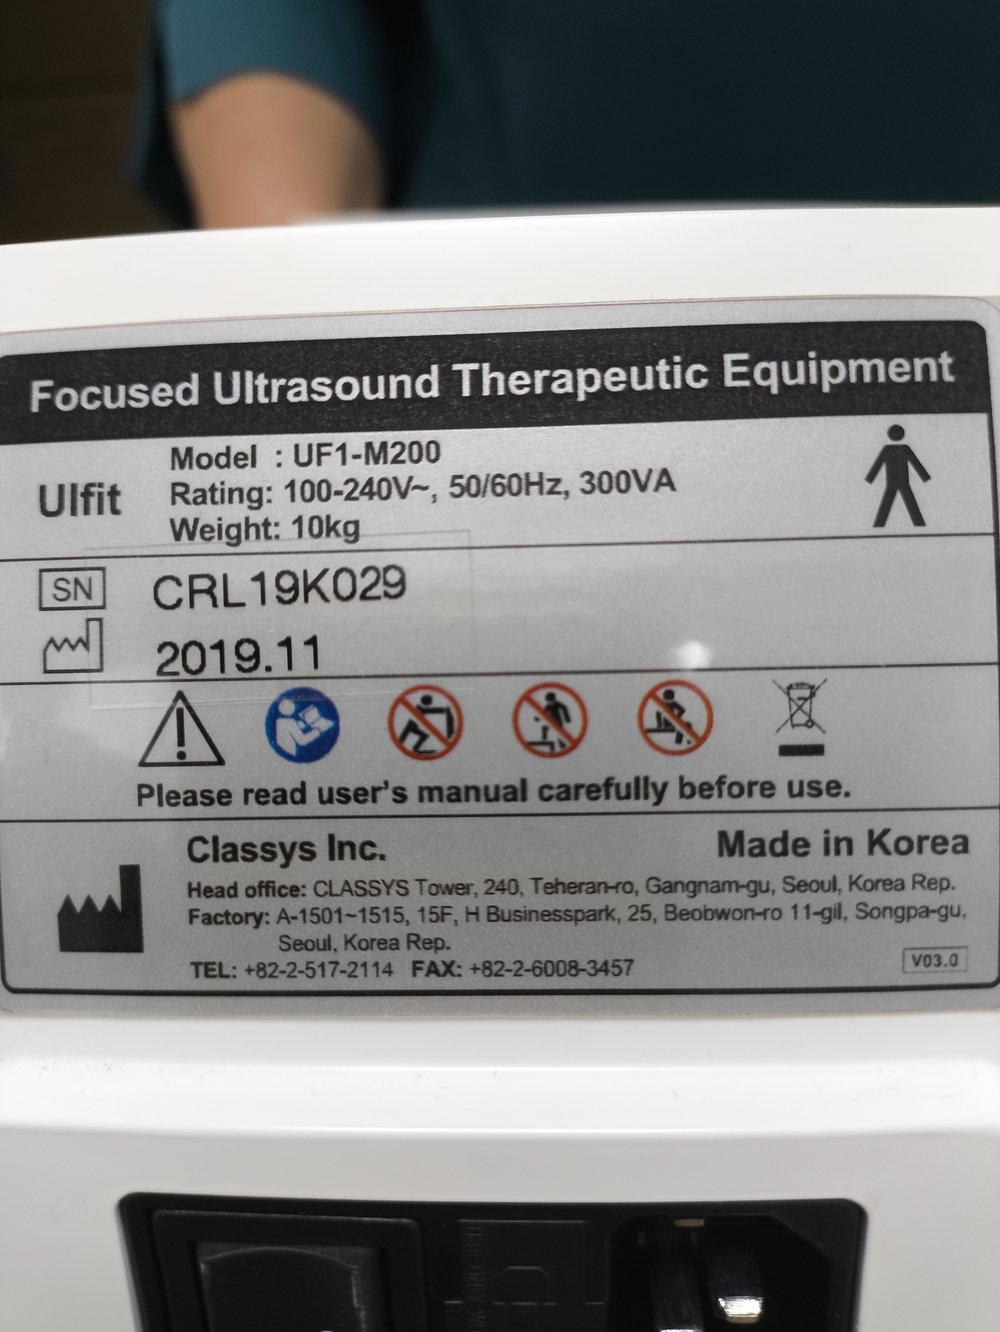 Focused Ultrasound Therapeutic Equipment
Ulfit
Model : UF1-M200
Rating: 100-240V~, 50/60Hz, 300VA
Weight: 10kg
SN CRL19K029
2019.11
Please read user's manual carefully before use.
Classys Inc. Made in Korea
Head office: CLASSYS Tower, 240, Teheran-ro, Gangnam-gu, Seoul, Korea Rep.
Factory: A-1501~1515, 15F, H Businesspark, 25, Beobwon-ro 11-gil, Songpa-gu,
Seoul, Korea Rep.
TEL: +82-2-517-2114 FAX: +82-2-6008-3457
V03.0